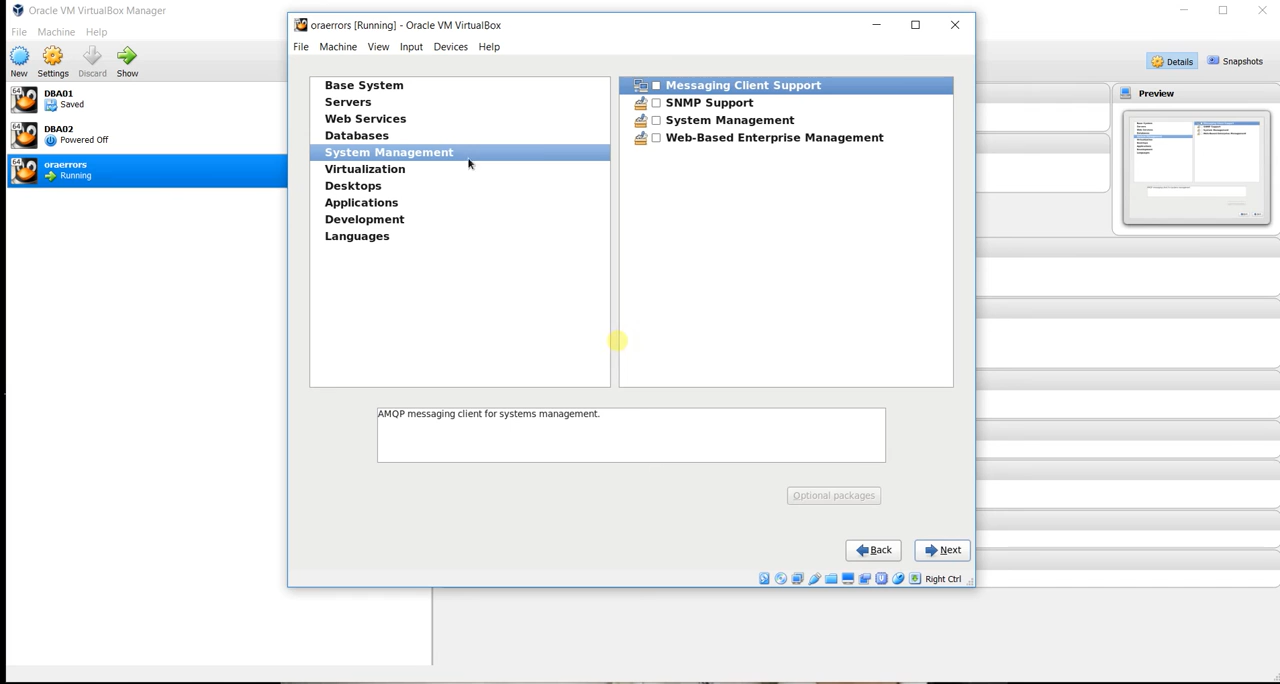 Oracle VM VirtualBox Manager
File Machine Help
New Settings Discard Show
Details Snapshots
64 DBA01
Saved
64 DBA02
Powered Off
64 oraerrors
Running
Preview
oraerrors [Running] - Oracle VM VirtualBox
File Machine View Input Devices Help
Base System
Servers
Web Services
Databases
System Management
Virtualization
Desktops
Applications
Development
Languages
Messaging Client Support
SNMP Support
System Management
Web-Based Enterprise Management
AMQP messaging client for systems management.
Optional packages
Back Next
Right Ctrl